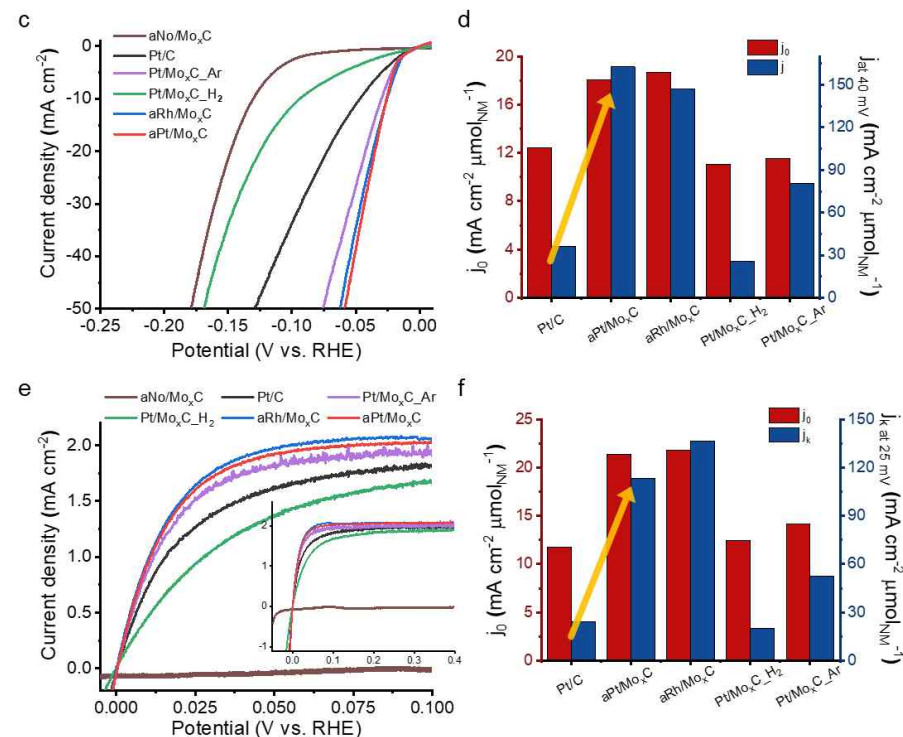 c
aNo/MoₓC
Pt/C
Pt/MoₓC_Ar
Pt/MoₓC_H₂
aRh/MoₓC
aPt/MoₓC
0
-10
-20
-30
-40
-50
-0.25
-0.20
-0.15
-0.10
-0.05
0.00
Current density (mA cm⁻²)
Potential (V vs. RHE)
d
j₀
j
20
16
12
8
4
0
150
120
90
60
30
0
j₀ (mA cm⁻² μmol_NM⁻¹)
j_at 40 mV (mA cm⁻² μmol_NM⁻¹)
Pt/C
aPt/MoₓC
aRh/MoₓC
Pt/MoₓC_H₂
Pt/MoₓC_Ar
e
aNo/MoₓC
Pt/C
Pt/MoₓC_Ar
Pt/MoₓC_H₂
aRh/MoₓC
aPt/MoₓC
2.0
1.5
1.0
0.5
0.0
0.000
0.025
0.050
0.075
0.100
Current density (mA cm⁻²)
Potential (V vs. RHE)
2
1
0
-1
0.0
0.1
0.2
0.3
0.4
f
j₀
jₖ
25
20
15
10
5
0
150
120
90
60
30
0
j₀ (mA cm⁻² μmol_NM⁻¹)
j_k at 25 mV (mA cm⁻² μmol_NM⁻¹)
Pt/C
aPt/MoₓC
aRh/MoₓC
Pt/MoₓC_H₂
Pt/MoₓC_Ar